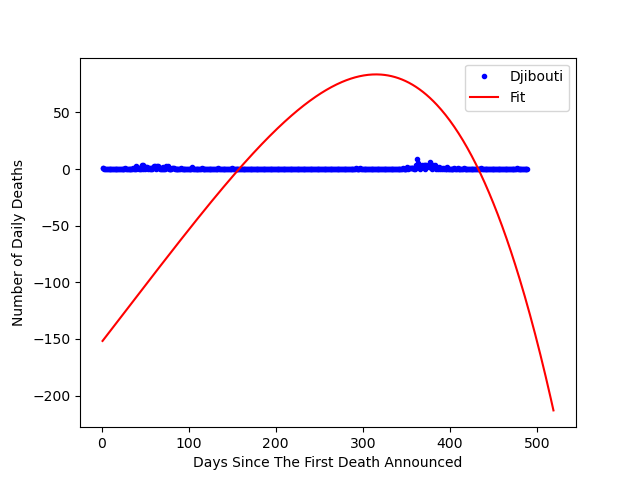 Djibouti
Fit
50
0
−50
−100
−150
−200
Number of Daily Deaths
0 100 200 300 400 500
Days Since The First Death Announced